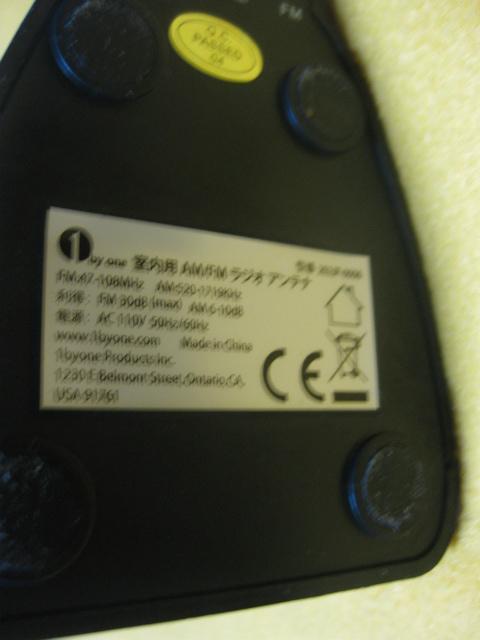 FM
Q.C.
PASSED
04
1 by one 室内用 AM/FM ラジオ アンテナ
FM:47-108MHz AM:520-1710KHz
利得： FM 30dB (max) AM 6-10dB
電源： AC 110V 50Hz/60Hz
www.1byone.com Made in China
1byone Products Inc.
1230 E Belmont Street, Ontario, CA,
USA 91761
CE